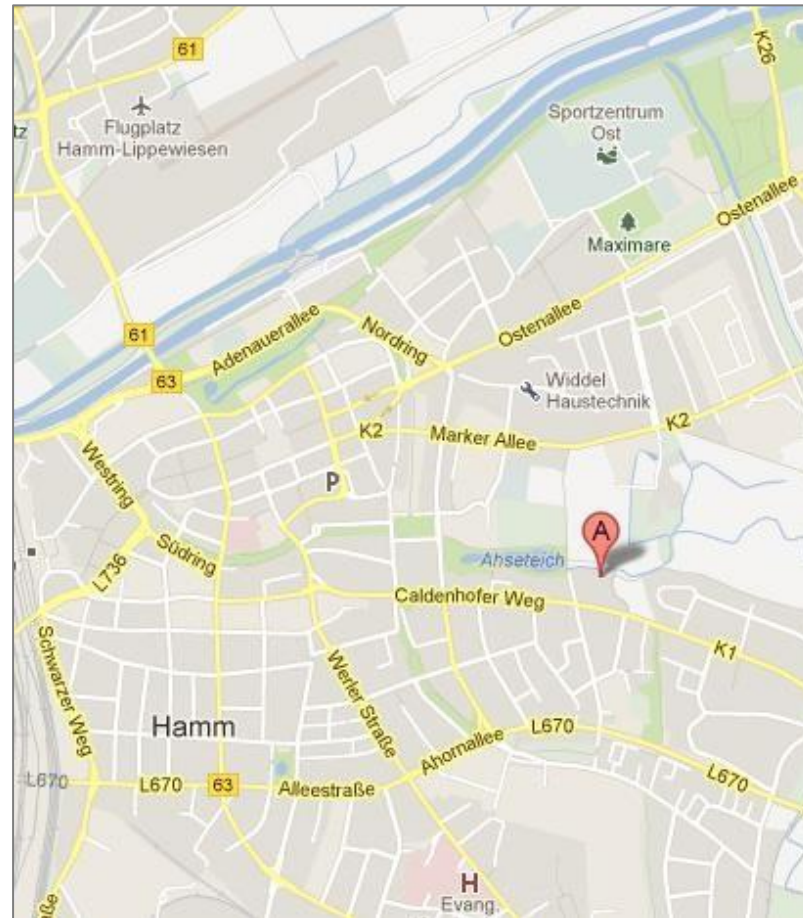 61
K26
Flugplatz
Hamm-Lippewiesen
tz
Sportzentrum
Ost
Ostenallee
Maximare
61
Adenauerallee
Nordring
Ostenallee
63
Widdel
Haustechnik
K2
Marker Allee
K2
Westring
P
A
Südring
Ahseteich
L736
Caldenhofer Weg
K1
Schwarzer Weg
Werler Straße
Hamm
Ahornallee
L670
L670
L670
63
Alleestraße
L670
H
Evang.
aße